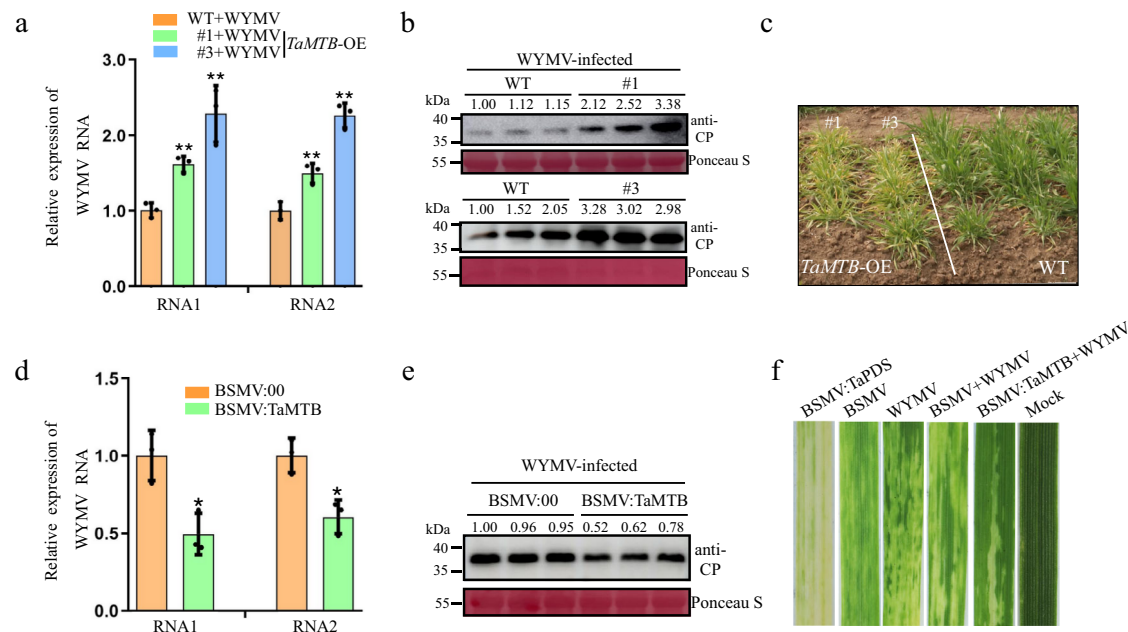 a
WT+WYMV
#1+WYMV
#3+WYMV
TaMTB-OE
Relative expression of
WYMV RNA
3.0
2.0
1.0
0.0
**
**
**
**
RNA1
RNA2
b
WYMV-infected
WT
#1
kDa
1.00 1.12 1.15 2.12 2.52 3.38
40
35
anti-
CP
55
Ponceau S
WT
#3
kDa
1.00 1.52 2.05 3.28 3.02 2.98
40
35
anti-
CP
55
Ponceau S
c
#1
#3
TaMTB-OE
WT
d
BSMV:00
BSMV:TaMTB
Relative expression of
WYMV RNA
1.5
1.0
0.5
0.0
*
*
RNA1
RNA2
e
WYMV-infected
BSMV:00
BSMV:TaMTB
kDa
1.00 0.96 0.95 0.52 0.62 0.78
40
35
anti-
CP
55
Ponceau S
f
BSMV:TaPDS
BSMV
WYMV
BSMV+WYMV
BSMV:TaMTB+WYMV
Mock